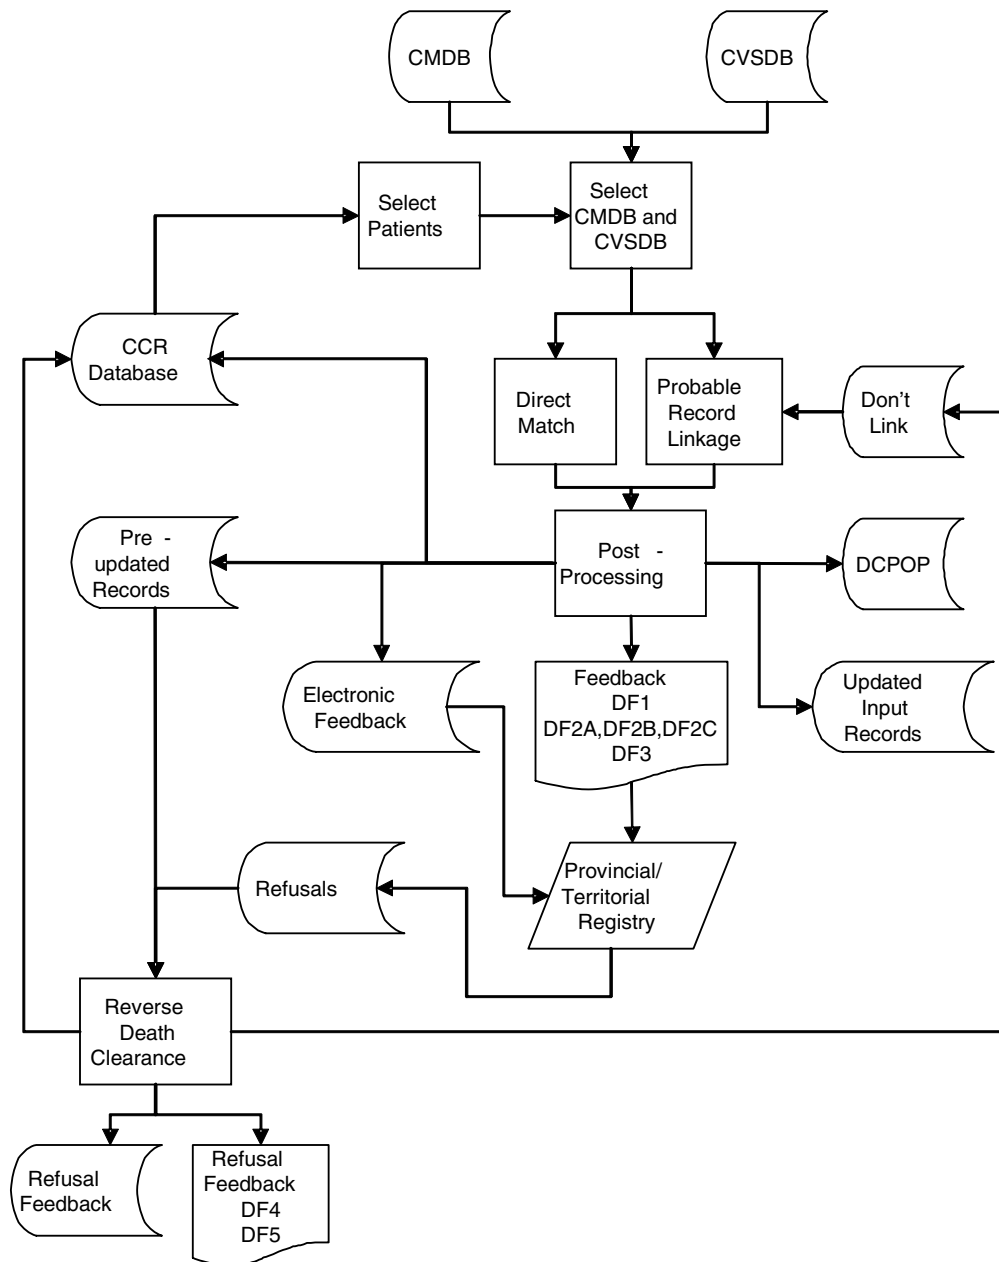 CMDB
CVSDB
Select
Patients
Select
CMDB and
CVSDB
CCR
Database
Direct
Match
Probable
Record
Linkage
Don't
Link
Pre -
updated
Records
Post -
Processing
DCPOP
Electronic
Feedback
Feedback
DF1
DF2A,DF2B,DF2C
DF3
Updated
Input
Records
Refusals
Provincial/
Territorial
Registry
Reverse
Death
Clearance
Refusal
Feedback
Refusal
Feedback
DF4
DF5